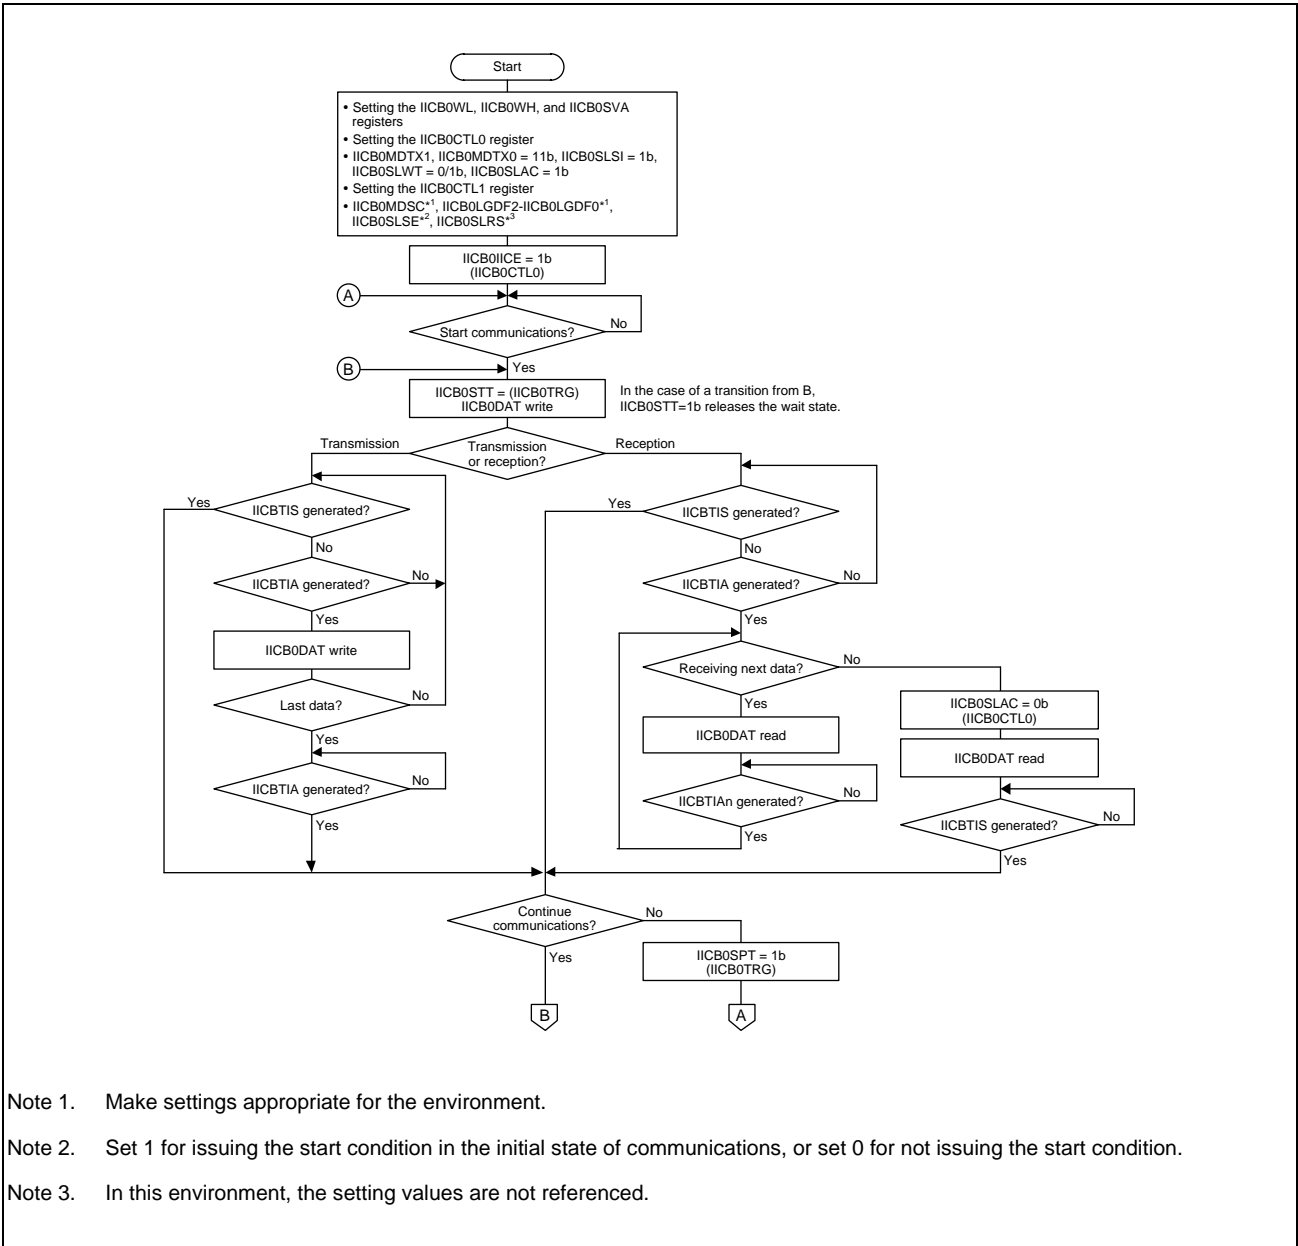 Start
• Setting the IICB0WL, IICB0WH, and IICB0SVA
registers
• Setting the IICB0CTL0 register
• IICB0MDTX1, IICB0MDTX0 = 11b, IICB0SLSI = 1b,
IICB0SLWT = 0/1b, IICB0SLAC = 1b
• Setting the IICB0CTL1 register
• IICB0MDSC*1, IICB0LGDF2-IICB0LGDF0*1,
IICB0SLSE*2, IICB0SLRS*3
IICB0IICE = 1b
(IICB0CTL0)
A
Start communications?
No
Yes
B
IICB0STT = (IICB0TRG)
IICB0DAT write
In the case of a transition from B,
IICB0STT=1b releases the wait state.
Transmission
Transmission
or reception?
Reception
Yes
IICBTIS generated?
No
IICBTIA generated?
No
Yes
IICB0DAT write
Last data?
No
Yes
IICBTIA generated?
No
Yes
Yes
IICBTIS generated?
No
IICBTIA generated?
No
Yes
Receiving next data?
No
Yes
IICB0DAT read
IICBTIAn generated?
No
Yes
IICB0SLAC = 0b
(IICB0CTL0)
IICB0DAT read
IICBTIS generated?
No
Yes
Continue
communications?
No
Yes
IICB0SPT = 1b
(IICB0TRG)
B
A
Note 1. Make settings appropriate for the environment.
Note 2. Set 1 for issuing the start condition in the initial state of communications, or set 0 for not issuing the start condition.
Note 3. In this environment, the setting values are not referenced.